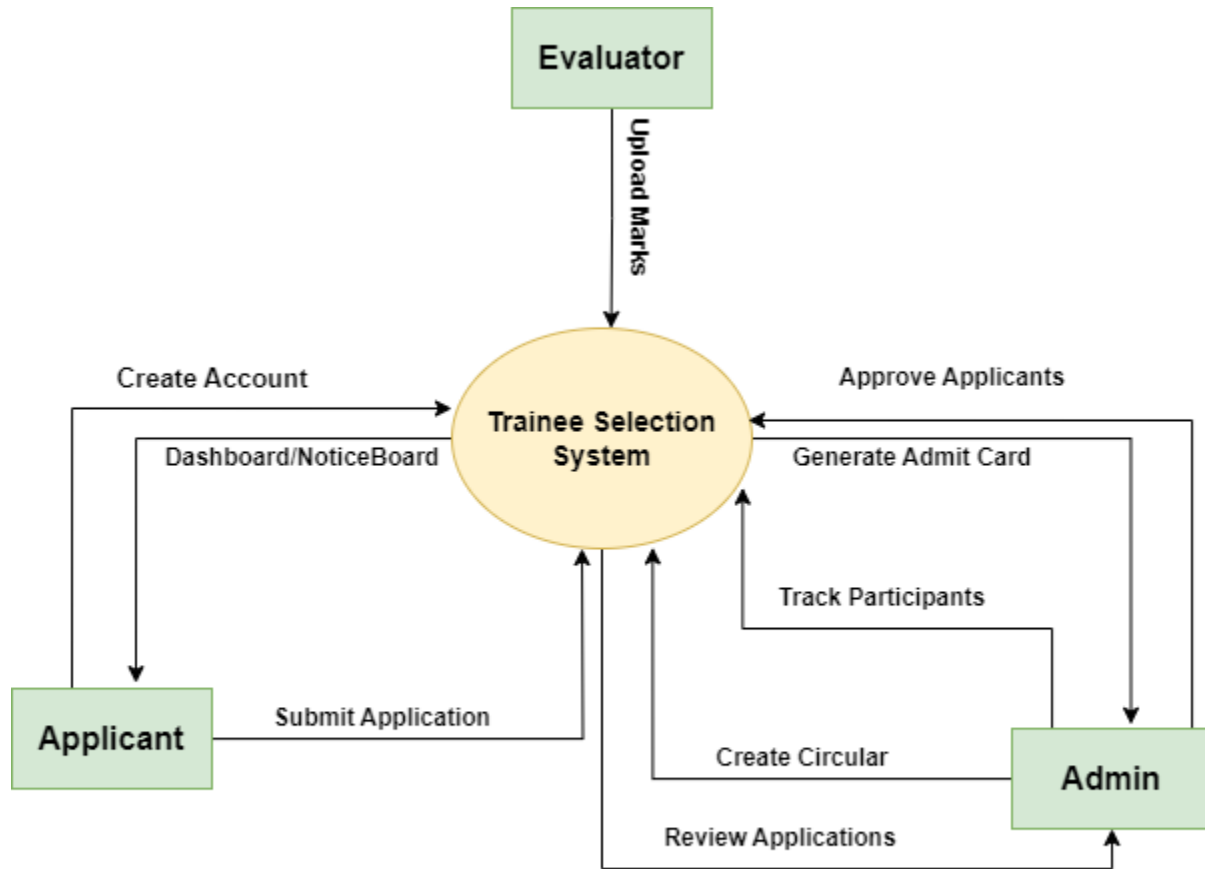 Evaluator
Upload Marks
Create Account
Approve Applicants
Trainee Selection
System
Dashboard/NoticeBoard
Generate Admit Card
Track Participants
Applicant
Submit Application
Create Circular
Admin
Review Applications